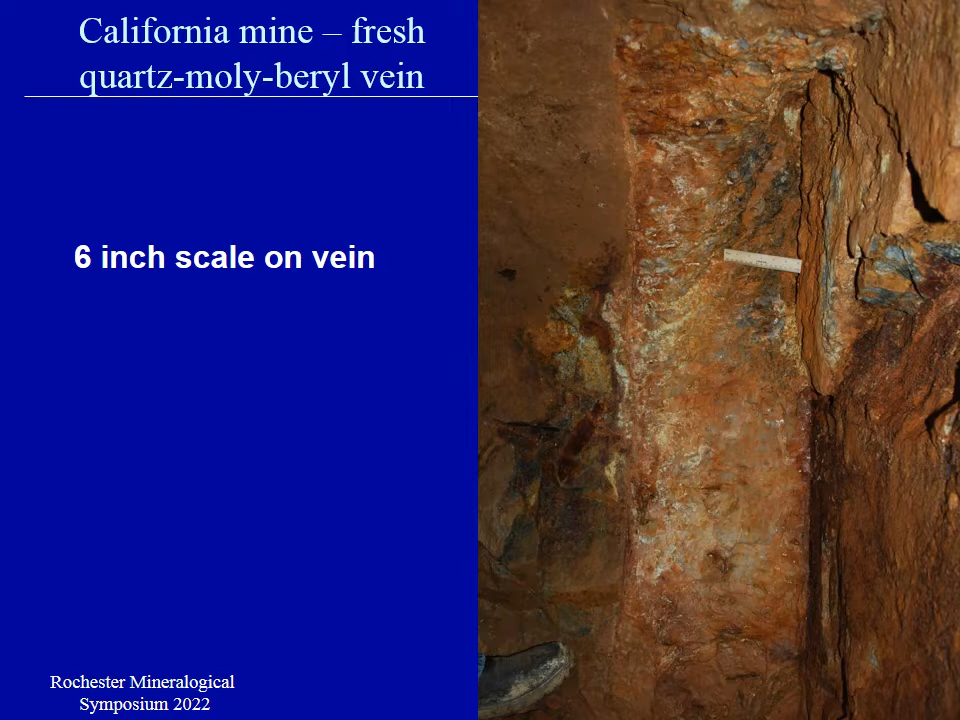 California mine – fresh
quartz-moly-beryl vein
6 inch scale on vein
Rochester Mineralogical
Symposium 2022